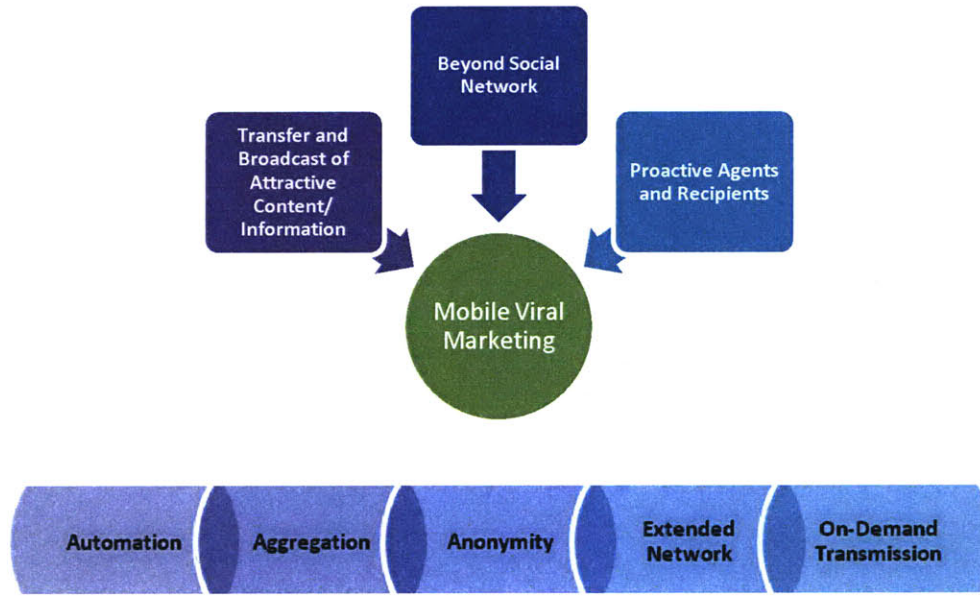 Beyond Social
Network
Transfer and
Broadcast of
Attractive
Content/
Information
Proactive Agents
and Recipients
Mobile Viral
Marketing
Automation
Aggregation
Anonymity
Extended
Network
On-Demand
Transmission